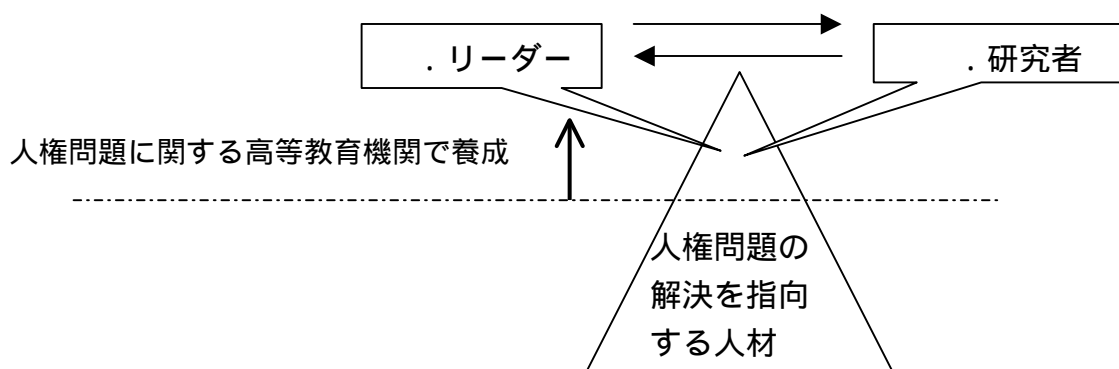 . リーダー
. 研究者
人権問題に関する高等教育機関で養成
人権問題の
解決を指向
する人材